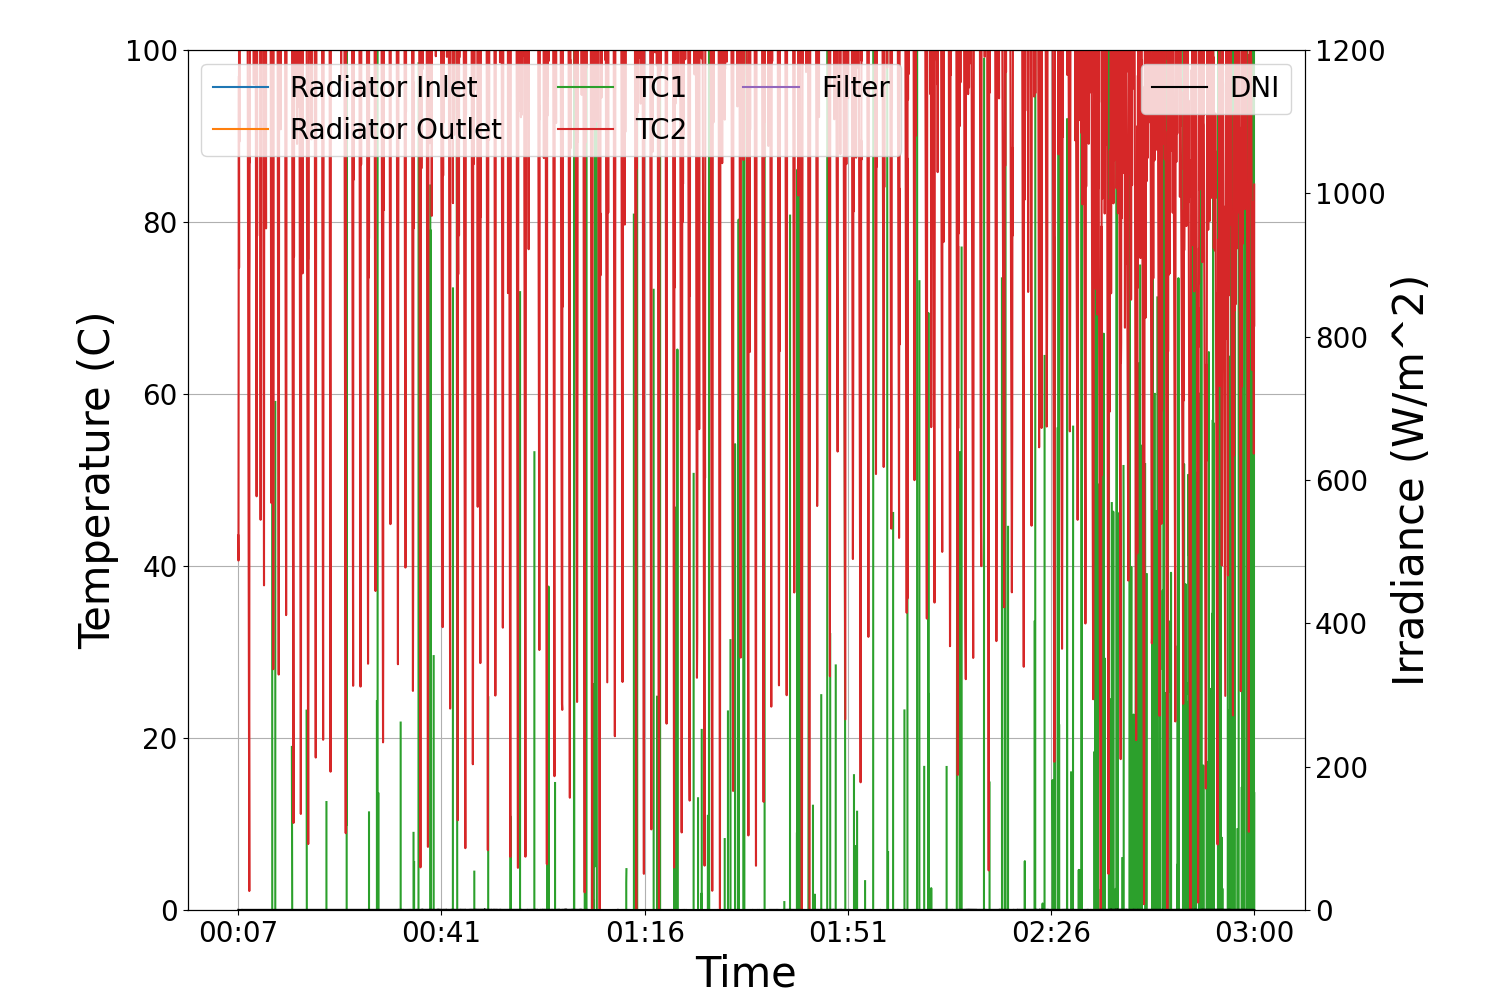 100
80
60
40
20
0
Temperature (C)
Radiator Inlet
Radiator Outlet
TC1
TC2
Filter
DNI
1200
1000
800
600
400
200
0
Irradiance (W/m^2)
00:07 00:41 01:16 01:51 02:26 03:00
Time